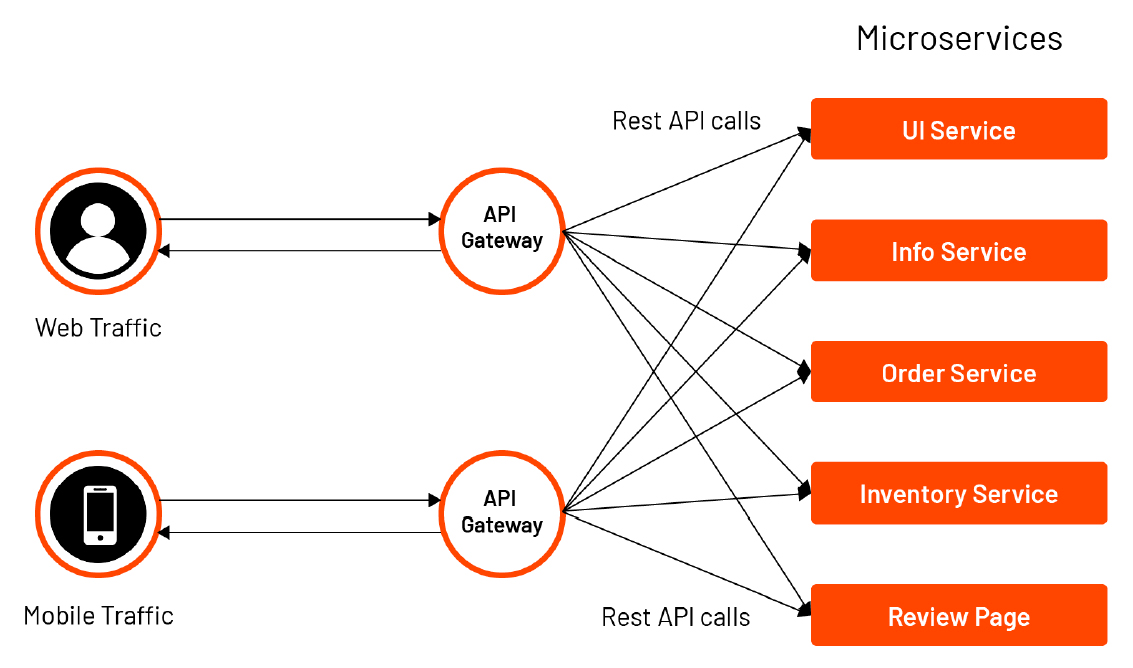 Microservices
Rest API calls
UI Service
API
Gateway
Info Service
Web Traffic
Order Service
API
Gateway
Inventory Service
Mobile Traffic
Rest API calls
Review Page